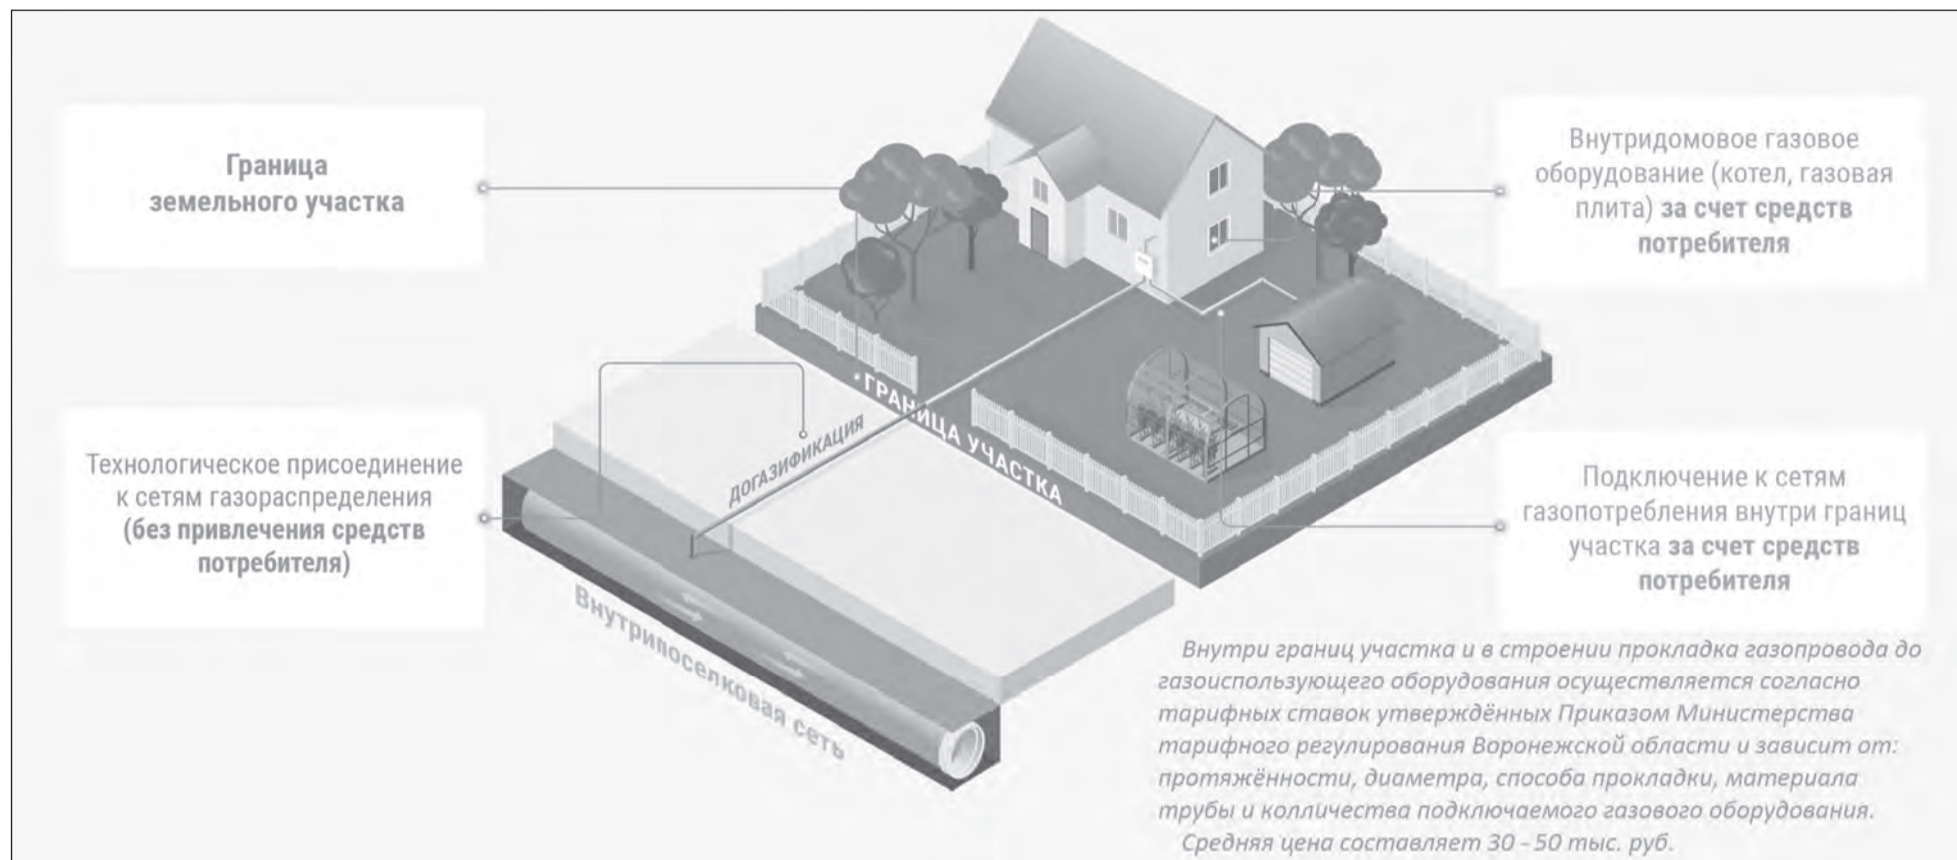 Граница
земельного участка
Технологическое присоединение
к сетям газораспределения
(без привлечения средств
потребителя)
ДОГАЗИФИКАЦИЯ
ГРАНИЦА УЧАСТКА
Внутрипоселковая сеть
Внутридомовое газовое
оборудование (котел, газовая
плита) за счет средств
потребителя
Подключение к сетям
газопотребления внутри границ
участка за счет средств
потребителя
Внутри границ участка и в строении прокладка газопровода до
газоиспользующего оборудования осуществляется согласно
тарифных ставок утверждённых Приказом Министерства
тарифного регулирования Воронежской области и зависит от:
протяжённости, диаметра, способа прокладки, материала
трубы и колличества подключаемого газового оборудования.
Средняя цена составляет 30 - 50 тыс. руб.